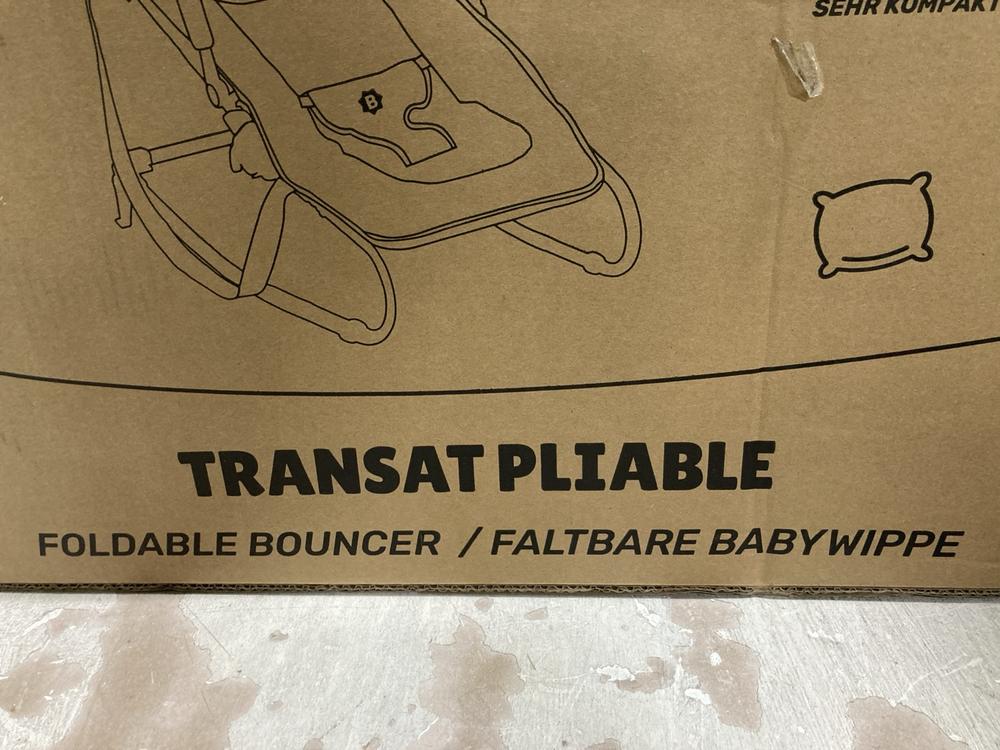 SEHR KOMPAKT
B
TRANSAT PLIABLE
FOLDABLE BOUNCER / FALTBARE BABYWIPPE